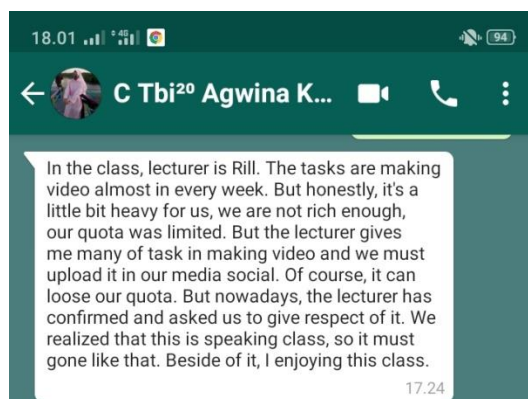 18.01 4G 94
C Tbi²⁰ Agwina K...
In the class, lecturer is Rill. The tasks are making
video almost in every week. But honestly, it's a
little bit heavy for us, we are not rich enough,
our quota was limited. But the lecturer gives
me many of task in making video and we must
upload it in our media social. Of course, it can
loose our quota. But nowadays, the lecturer has
confirmed and asked us to give respect of it. We
realized that this is speaking class, so it must
gone like that. Beside of it, I enjoying this class.
17.24